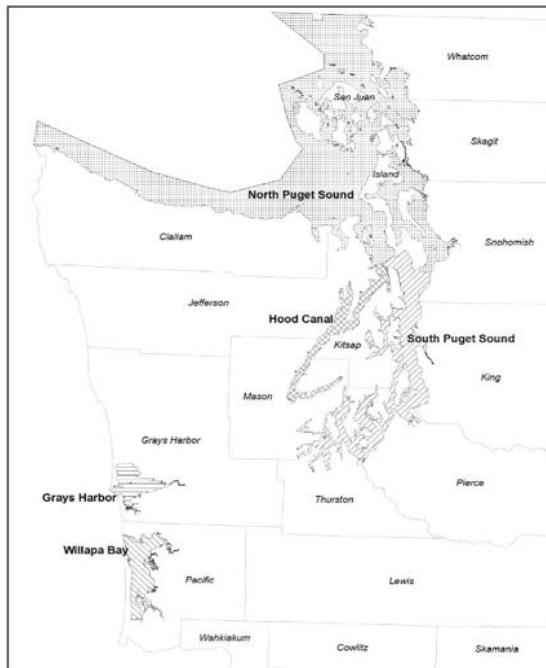 Whatcom
San Juan
Skagit
Island
North Puget Sound
Clallam
Snohomish
Jefferson
Hood Canal
Kitsap
South Puget Sound
King
Mason
Grays Harbor
Grays Harbor
Pierce
Thurston
Willapa Bay
Pacific
Lewis
Wahkiakum
Cowlitz
Skamania